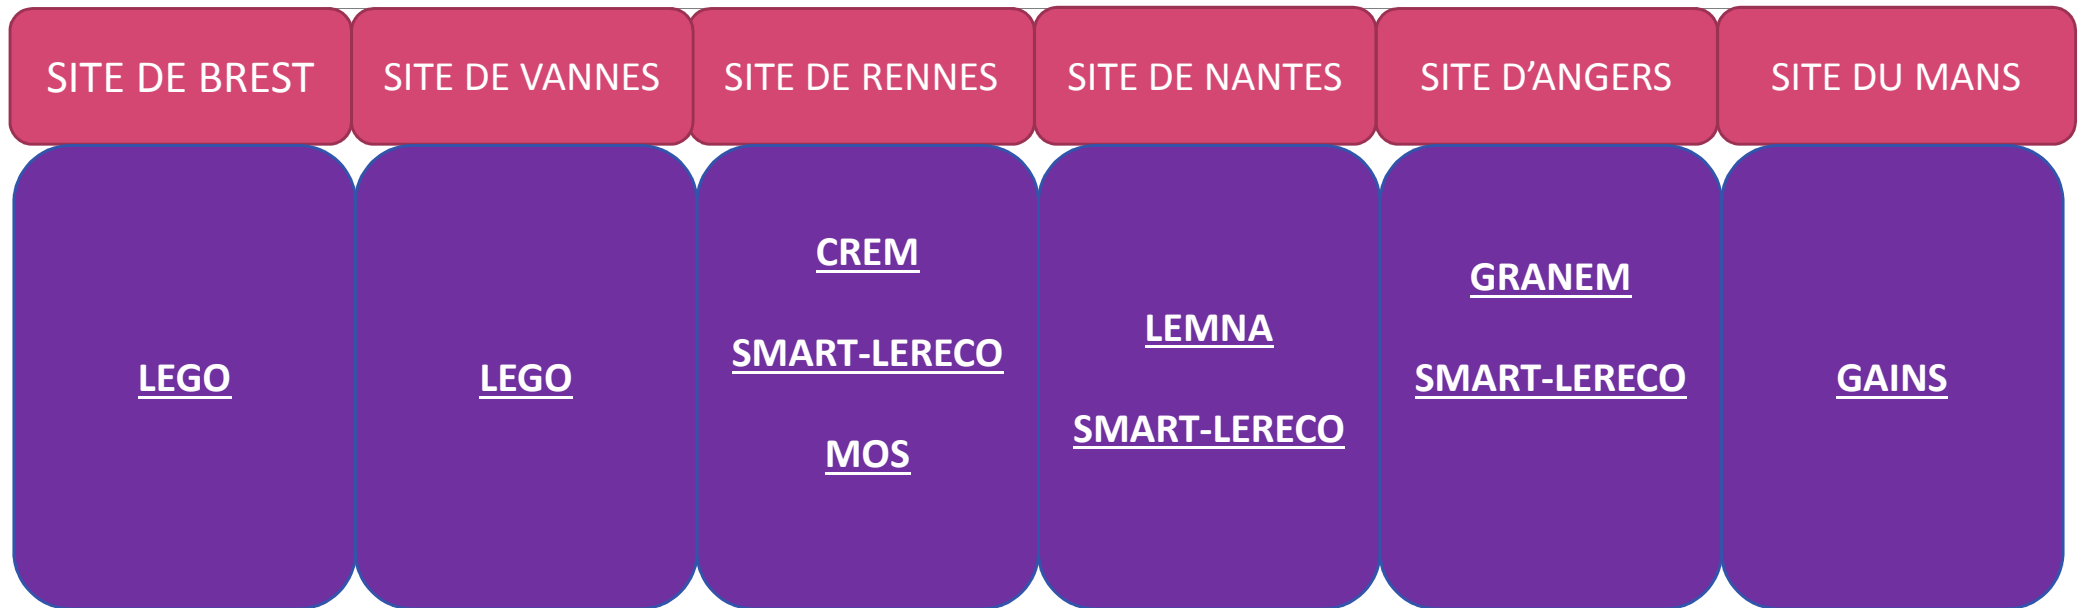 SITE DE BREST
SITE DE VANNES
SITE DE RENNES
SITE DE NANTES
SITE D’ANGERS
SITE DU MANS
LEGO
LEGO
CREM
SMART-LERECO
MOS
LEMNA
SMART-LERECO
GRANEM
SMART-LERECO
GAINS